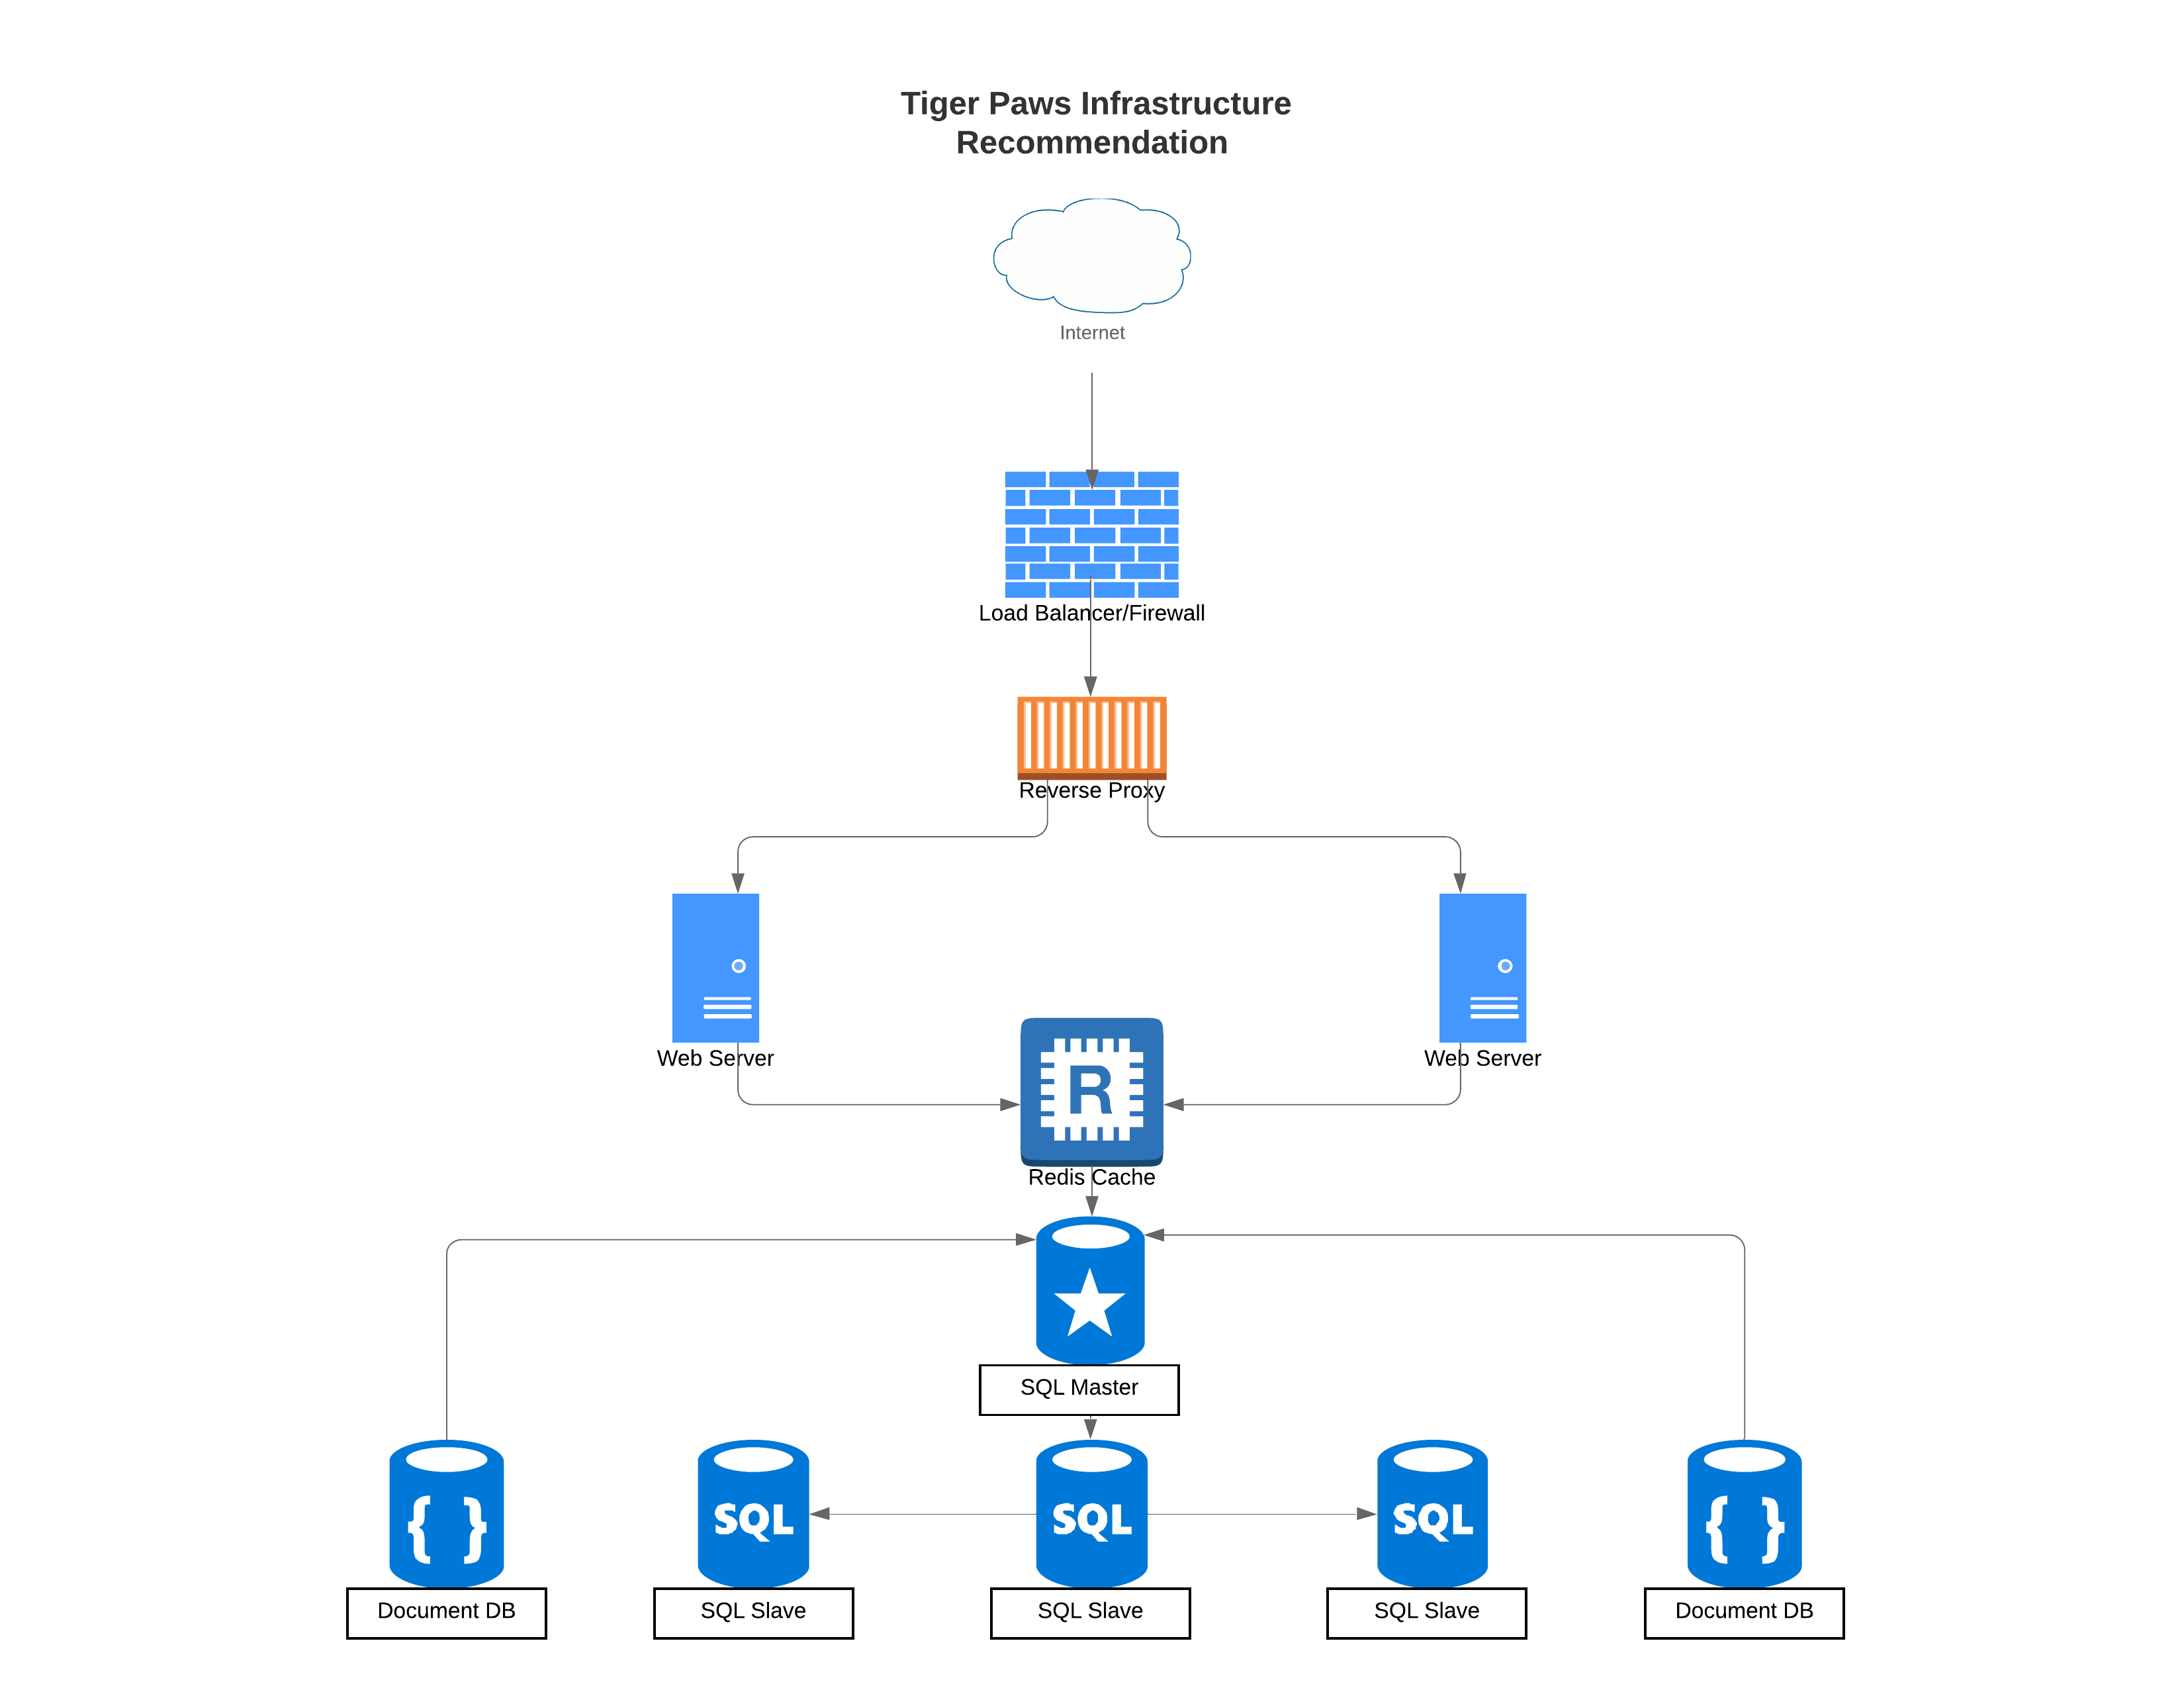 Tiger Paws Infrastructure
Recommendation
Internet
Load Balancer/Firewall
Reverse Proxy
Web Server
Web Server
R
Redis Cache
SQL Master
{ }
SQL
SQL
SQL
{ }
Document DB
SQL Slave
SQL Slave
SQL Slave
Document DB